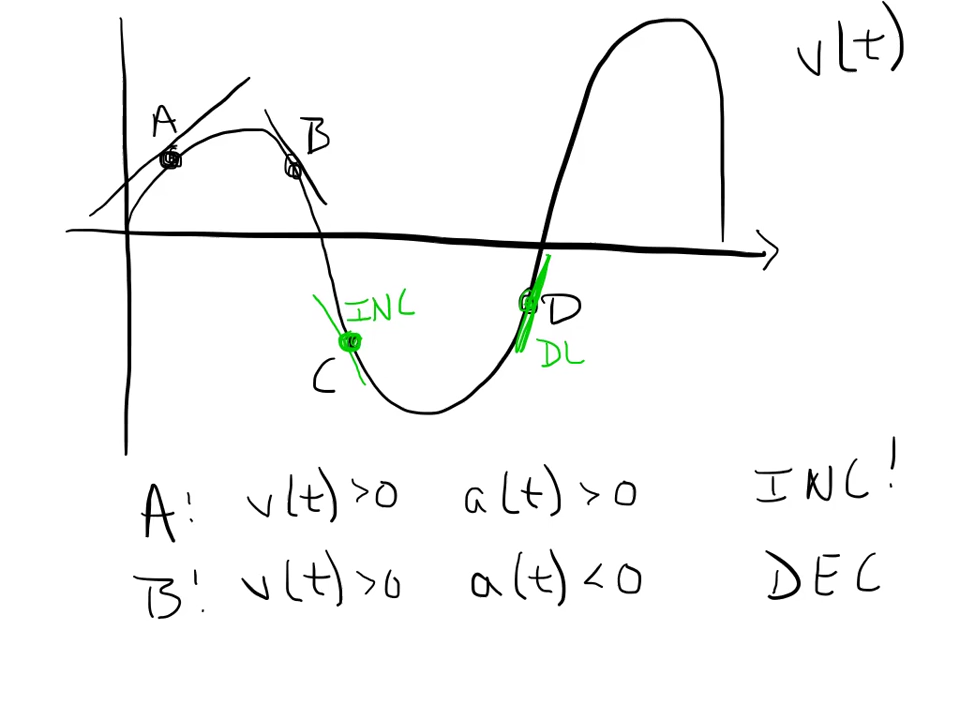 v(t)
A
B
INC
C
D
DL
A: v(t)>0 a(t)>0 INC!
B: v(t)>0 a(t)<0 DEC